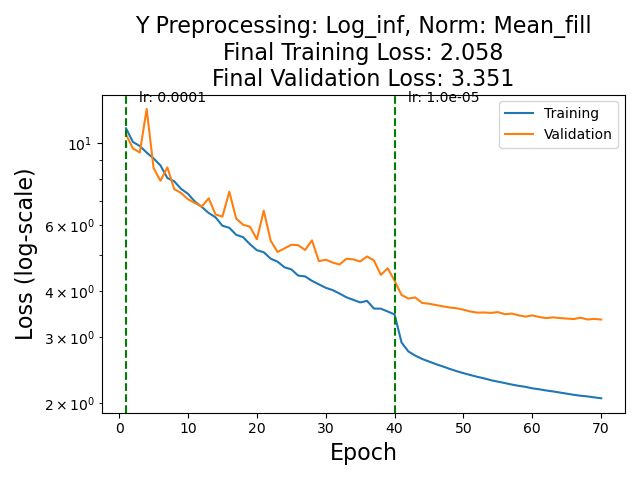 Y Preprocessing: Log_inf, Norm: Mean_fill
Final Training Loss: 2.058
Final Validation Loss: 3.351
lr: 0.0001
lr: 1.0e-05
Training
Validation
10¹
6 × 10⁰
4 × 10⁰
3 × 10⁰
2 × 10⁰
Loss (log-scale)
0 10 20 30 40 50 60 70
Epoch